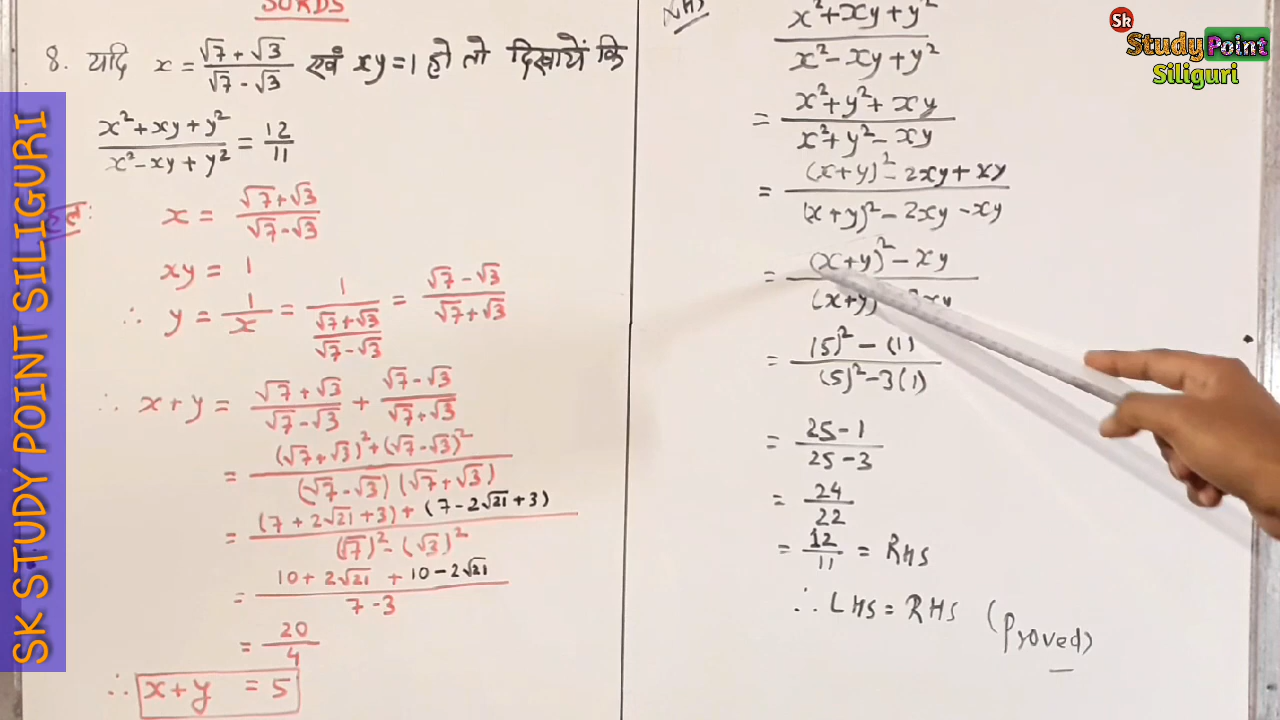 SURDS
8. यदि x = (√7+√3)/(√7-√3) एवं xy=1 हो तो दिखायें कि
(x²+xy+y²)/(x²-xy+y²) = 12/11
हल:
x = (√7+√3)/(√7-√3)
xy = 1
∴ y = 1/x = 1/((√7+√3)/(√7-√3)) = (√7-√3)/(√7+√3)
∴ x+y = (√7+√3)/(√7-√3) + (√7-√3)/(√7+√3)
= ((√7+√3)²+(√7-√3)²)/((√7-√3)(√7+√3))
= ((7+2√21+3)+(7-2√21+3))/((√7)²-(√3)²)
= (10+2√21+10-2√21)/(7-3)
= 20/4
∴ x+y = 5
(x²+xy+y²)/(x²-xy+y²)
= (x²+y²+xy)/(x²+y²-xy)
= ((x+y)²-2xy+xy)/((x+y)²-2xy-xy)
= ((x+y)²-xy)/((x+y) xy
= (5)²-(1)/(5)²-3(1)
= (25-1)/(25-3)
= 24/22
= 12/11 = RHS
∴ LHS = RHS (Proved)
Sk
Study Point
Siliguri
SK STUDY POINT SILIGURI